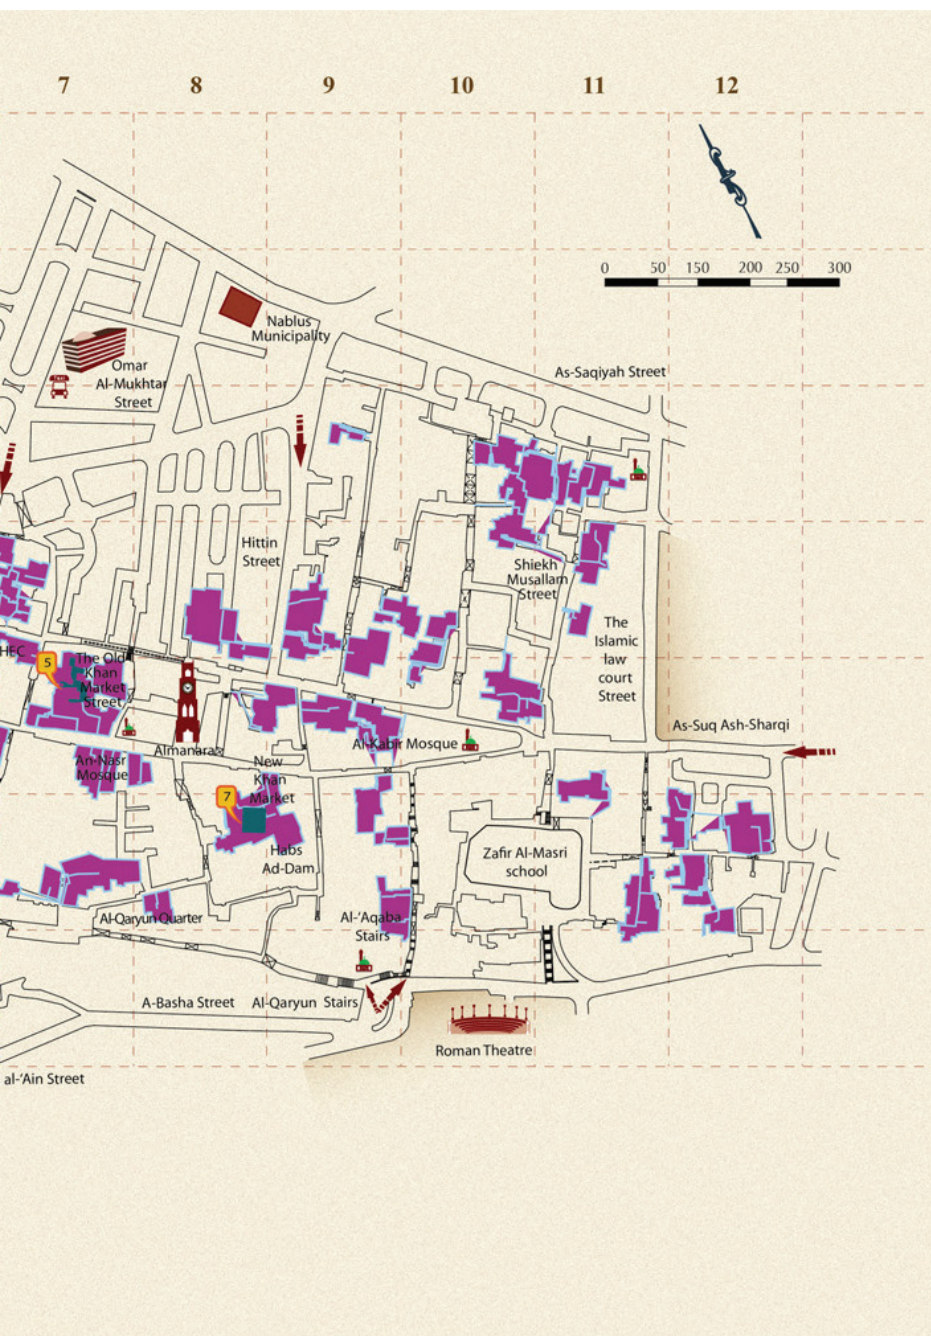 7 8 9 10 11 12
0 50 150 200 250 300
Nablus
Municipality
Omar
Al-Mukhtar
Street
As-Saqiyah Street
Hittin
Street
Shiekh
Musallam
Street
The
Islamic
law
court
Street
HEC
5
The Old
Khan
Market
Street
As-Suq Ash-Sharqi
Al-Kabir Mosque
Almanara
An-Nasr
Mosque
New
Khan
Market
7
Habs
Ad-Dam
Zafir Al-Masri
school
Al-Qaryun Quarter
Al-'Aqaba
Stairs
A-Basha Street
Al-Qaryun Stairs
Roman Theatre
al-'Ain Street